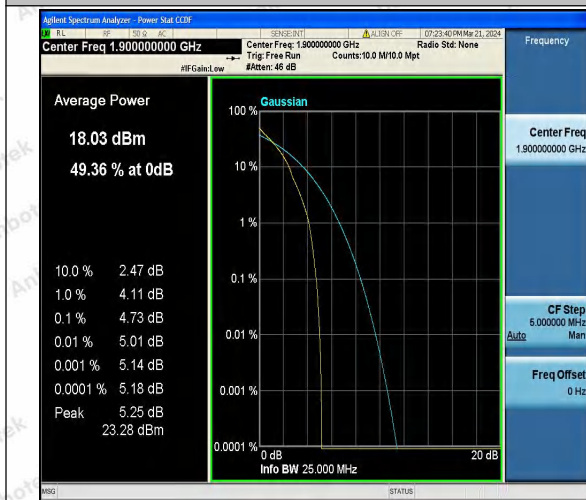 Agilent Spectrum Analyzer - Power Stat CCDF
RL RF 50 Ω AC SENSE:INT ALIGN OFF 07:23:40 PM Mar 21, 2024
Center Freq 1.900000000 GHz
Center Freq: 1.900000000 GHz Radio Std: None
Trig: Free Run Counts:10.0 M/10.0 Mpt
#IFGain:Low #Atten: 46 dB
Frequency
Average Power
18.03 dBm
49.36 % at 0dB
10.0 % 2.47 dB
1.0 % 4.11 dB
0.1 % 4.73 dB
0.01 % 5.01 dB
0.001 % 5.14 dB
0.0001 % 5.18 dB
Peak 5.25 dB
23.28 dBm
Gaussian
100 %
10 %
1 %
0.1 %
0.01 %
0.001 %
0.0001 %
0 dB 20 dB
Info BW 25.000 MHz
Center Freq
1.900000000 GHz
CF Step
5.000000 MHz
Auto Man
Freq Offset
0 Hz
MSG STATUS